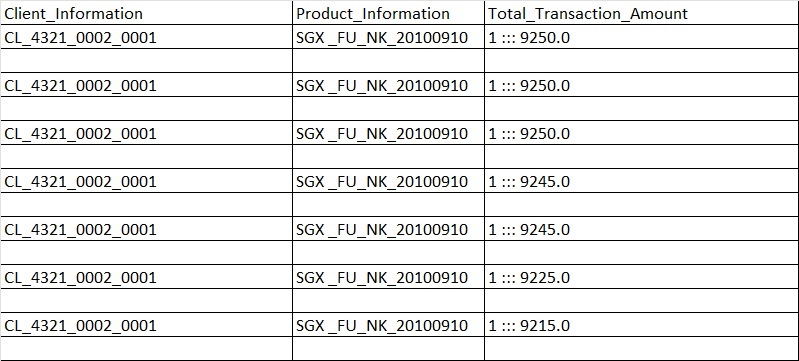 Client_Information Product_Information Total_Transaction_Amount
CL_4321_0002_0001 SGX _FU_NK_20100910 1 ::: 9250.0
CL_4321_0002_0001 SGX _FU_NK_20100910 1 ::: 9250.0
CL_4321_0002_0001 SGX _FU_NK_20100910 1 ::: 9250.0
CL_4321_0002_0001 SGX _FU_NK_20100910 1 ::: 9245.0
CL_4321_0002_0001 SGX _FU_NK_20100910 1 ::: 9245.0
CL_4321_0002_0001 SGX _FU_NK_20100910 1 ::: 9225.0
CL_4321_0002_0001 SGX _FU_NK_20100910 1 ::: 9215.0